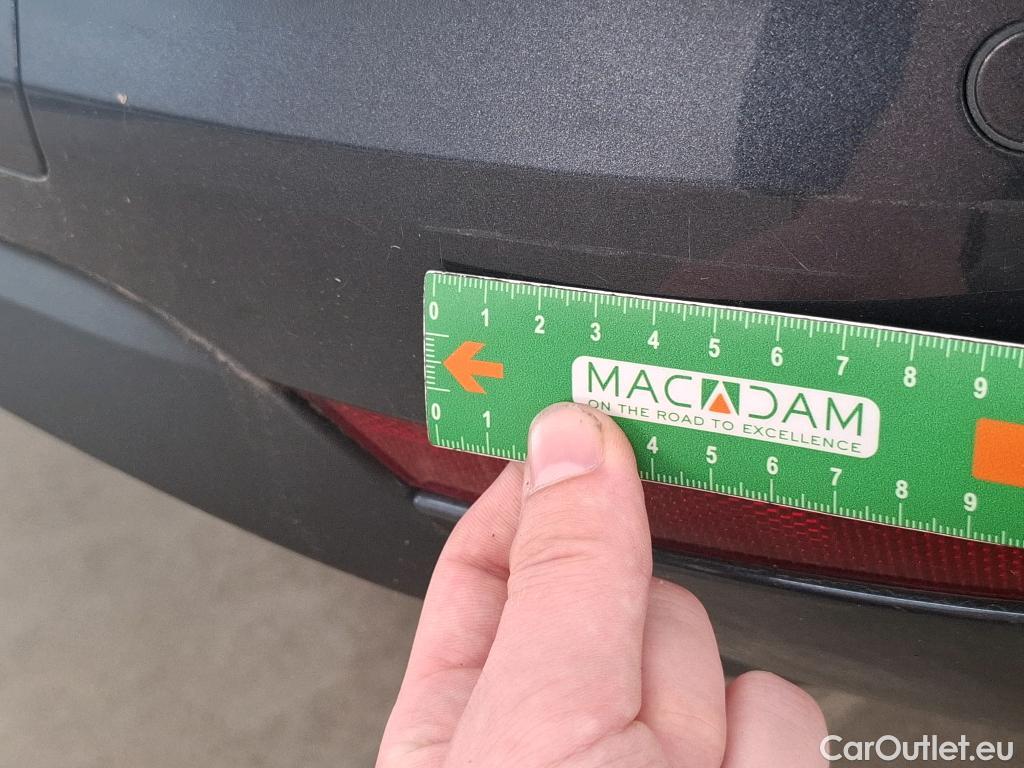 0 1 2 3 4 5 6 7 8 9
MACADAM
ON THE ROAD TO EXCELLENCE
0 1 4 5 6 7 8 9
CarOutlet.eu